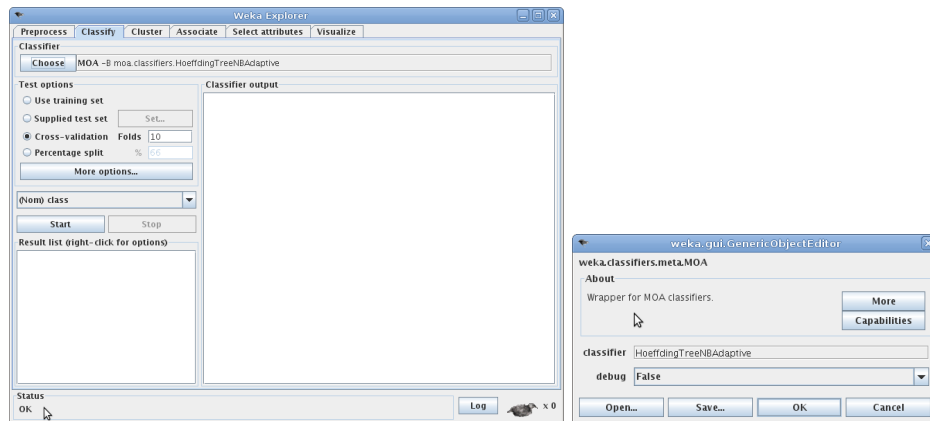 Weka Explorer
Preprocess Classify Cluster Associate Select attributes Visualize
Classifier
Choose MOA -B moa.classifiers.HoeffdingTreeNBAdaptive
Test options
Use training set
Supplied test set Set...
Cross-validation Folds 10
Percentage split % 66
More options...
(Nom) class
Start Stop
Result list (right-click for options)
Classifier output
Status
OK
Log x 0
weka.gui.GenericObjectEditor
weka.classifiers.meta.MOA
About
Wrapper for MOA classifiers.
More
Capabilities
classifier HoeffdingTreeNBAdaptive
debug False
Open... Save... OK Cancel